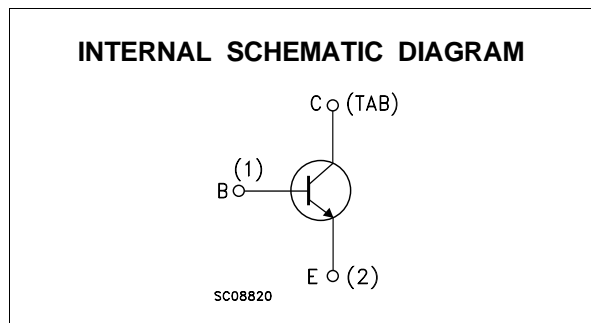 INTERNAL SCHEMATIC DIAGRAM
C (TAB)
(1)
B
E (2)
SC08820